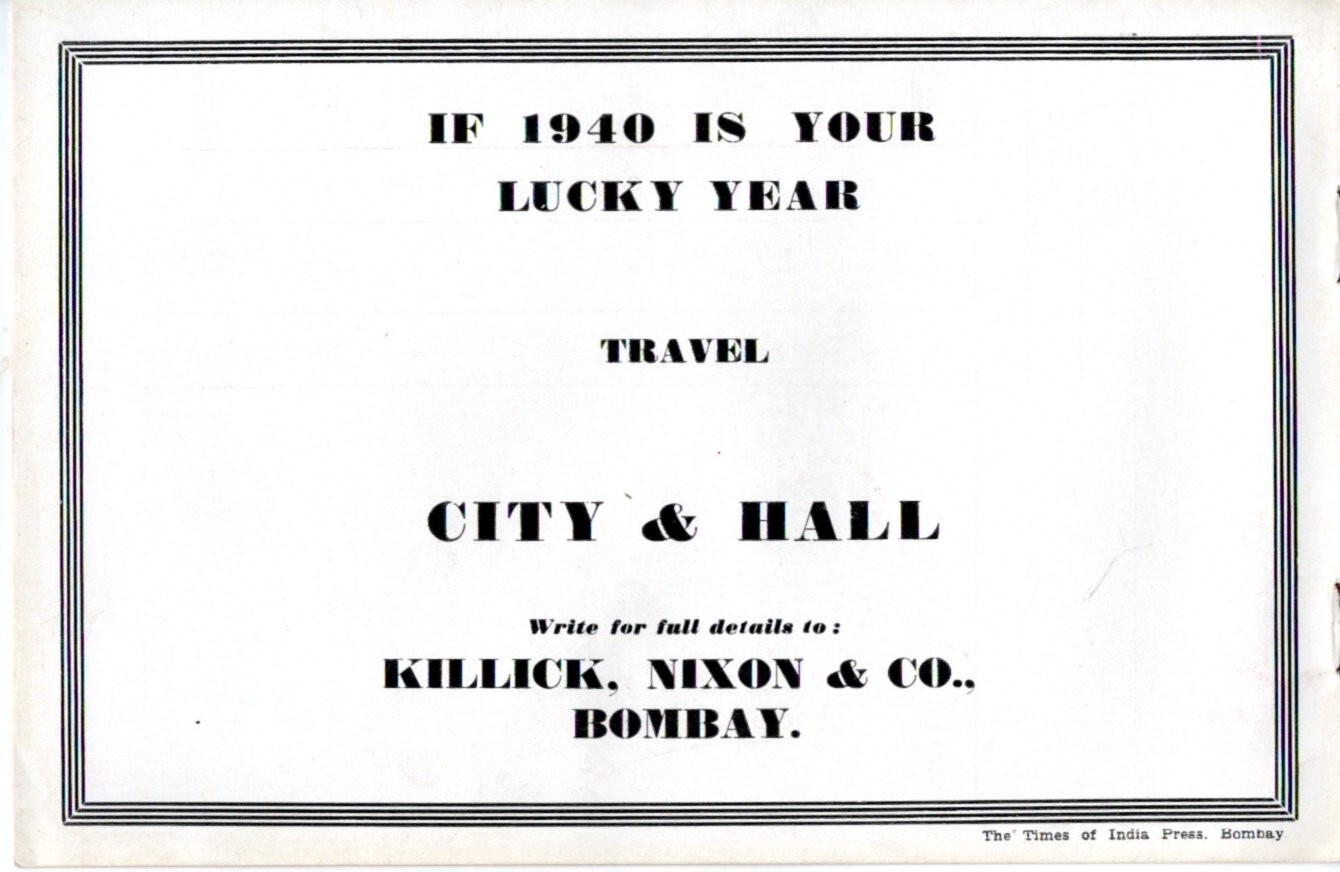 IF 1940 IS YOUR
LUCKY YEAR
TRAVEL
CITY & HALL
Write for full details to:
KILLICK, NIXON & CO.,
BOMBAY.
The Times of India Press. Bombay